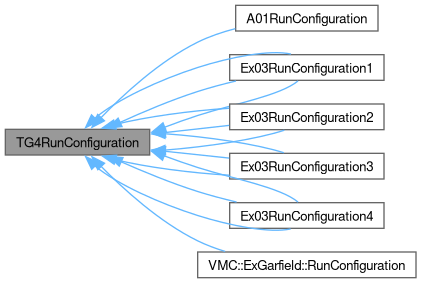 A01RunConfiguration
Ex03RunConfiguration1
Ex03RunConfiguration2
TG4RunConfiguration
Ex03RunConfiguration3
Ex03RunConfiguration4
VMC::ExGarfield::RunConfiguration